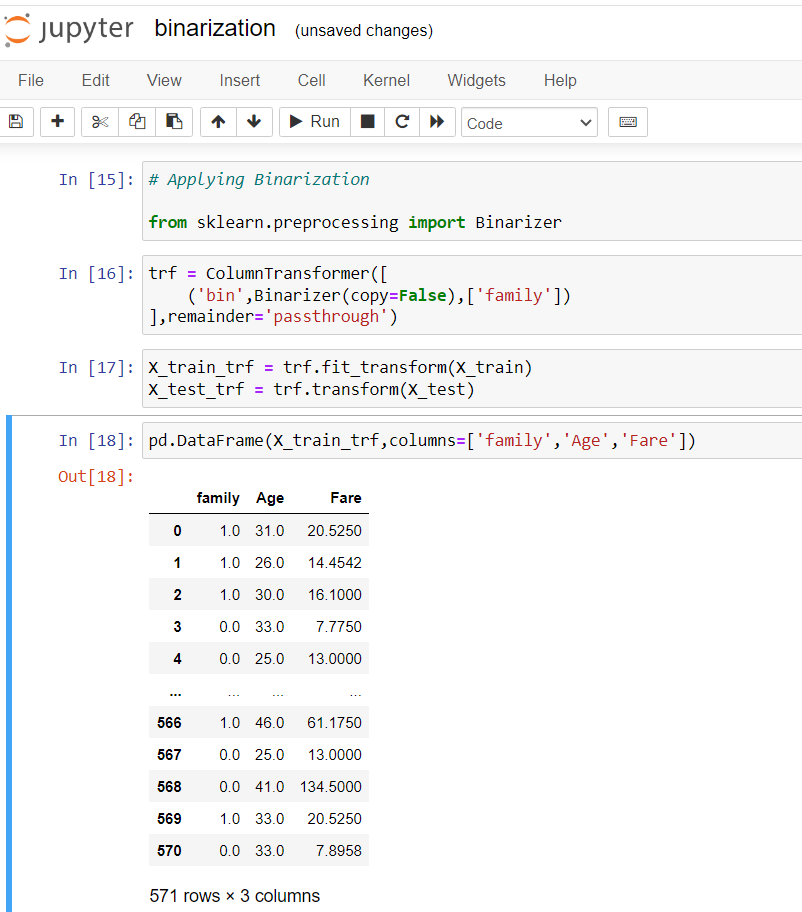 jupyter binarization (unsaved changes)
File Edit View Insert Cell Kernel Widgets Help
Run Code
In [15]: # Applying Binarization
from sklearn.preprocessing import Binarizer
In [16]: trf = ColumnTransformer([
('bin',Binarizer(copy=False),['family'])
],remainder='passthrough')
In [17]: X_train_trf = trf.fit_transform(X_train)
X_test_trf = trf.transform(X_test)
In [18]: pd.DataFrame(X_train_trf,columns=['family','Age','Fare'])
Out[18]:
family Age Fare
0 1.0 31.0 20.5250
1 1.0 26.0 14.4542
2 1.0 30.0 16.1000
3 0.0 33.0 7.7750
4 0.0 25.0 13.0000
... ... ... ...
566 1.0 46.0 61.1750
567 0.0 25.0 13.0000
568 0.0 41.0 134.5000
569 1.0 33.0 20.5250
570 0.0 33.0 7.8958
571 rows × 3 columns